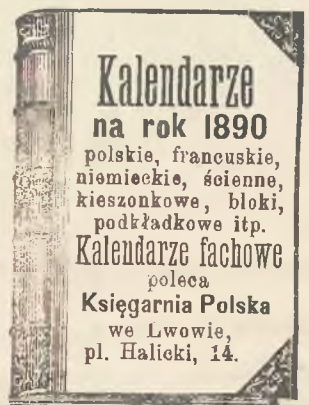 Kalendarze
na rok 1890
polskie, francuskie,
niemieckie, ścienne,
kieszonkowe, bloki,
podkładkowe itp.
Kalendarze fachowe
poleca
Księgarnia Polska
we Lwowie,
pl. Halicki, 14.